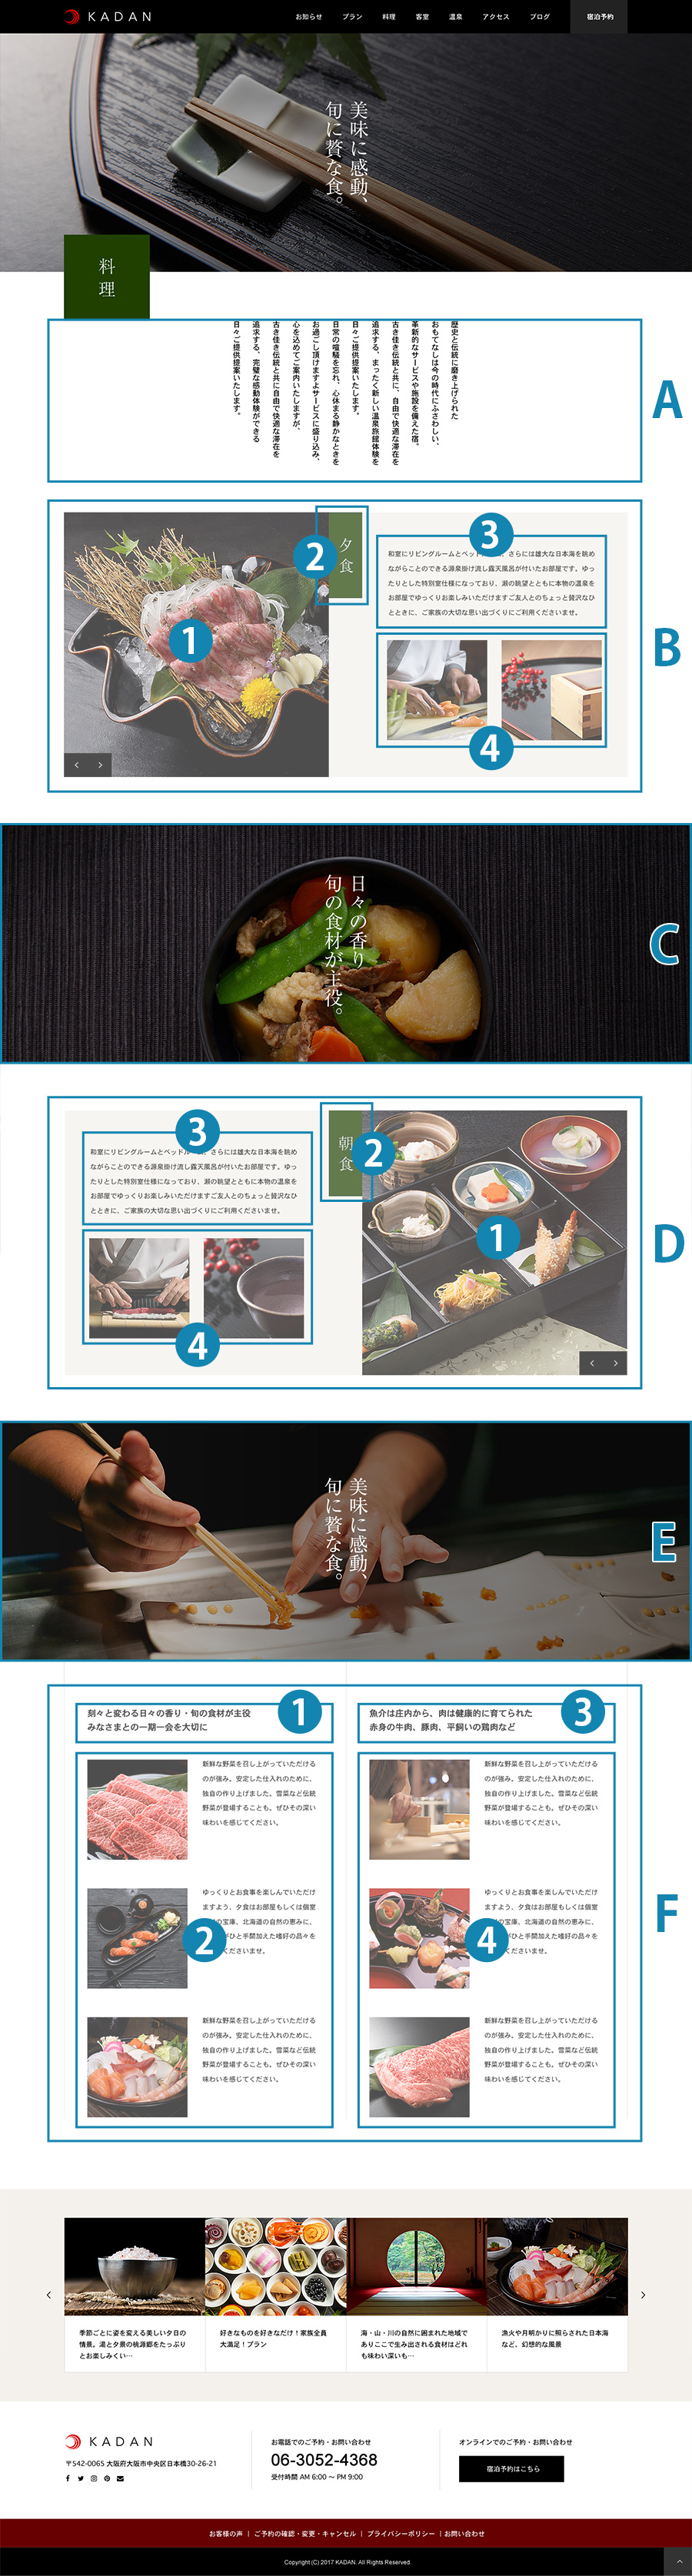 KADAN
お知らせ
プラン
料理
客室
温泉
アクセス
ブログ
宿泊予約
美味に感動、
旬に贅な食。
料理
A
歴史と伝統に磨き上げられた
おもてなしは今の時代にふさわしい、
革新的なサービスや施設を備えた宿。
古き佳き伝統と共に、自由で快適な滞在を
追求する、まったく新しい温泉旅館体験を
日々ご提供提案いたします。
日常の喧騒を忘れ、心休まる静かなときを
お過ごし頂けますよサービスに盛り込み、
心を込めてご案内いたしますが、
古き佳き伝統と共に自由で快適な滞在を
追求する、完璧な感動体験ができる
日々ご提供提案いたします。
B
1
2
夕食
3
和室にリビングルームとベッド さらには雄大な日本海を眺め
ながらことのできる源泉掛け流し露天風呂が付いたお部屋です。ゆっ
たりとした特別室仕様になっており、源の眺望とともに本物の温泉を
お部屋でゆっくりお楽しみいただけますご友人とのちょっと贅沢なひ
とときに、ご家族の大切な思い出づくりにご利用くださいませ。
4
C
日々の香り
旬の食材が主役。
D
3
和室にリビングルームとベッドル さらには雄大な日本海を眺め
ながらことのできる源泉掛け流し露天風呂が付いたお部屋です。ゆっ
たりとした特別室仕様になっており、源の眺望とともに本物の温泉を
お部屋でゆっくりお楽しみいただけますご友人とのちょっと贅沢なひ
とときに、ご家族の大切な思い出づくりにご利用くださいませ。
4
朝食
2
1
E
美味に感動、
旬に贅な食。
F
1
刻々と変わる日々の香り・旬の食材が主役
みなさまとの一期一会を大切に
2
新鮮な野菜を召し上がっていただける
のが強み。安定した仕入れのために、
独自の作り上げました。雪菜など伝統
野菜が登場することも。ぜひその深い
味わいを感じてください。
ゆっくりとお食事を楽しんでいただけ
ますよう、夕食はお部屋もしくは個室
の宝庫、北海道の自然の恵みに、
がひと手間加えた嗜好の品々を
くださいませ。
新鮮な野菜を召し上がっていただける
のが強み。安定した仕入れのために、
独自の作り上げました。雪菜など伝統
野菜が登場することも。ぜひその深い
味わいを感じてください。
3
魚介は庄内から、肉は健康的に育てられた
赤身の牛肉、豚肉、平飼いの鶏肉など
4
新鮮な野菜を召し上がっていただける
のが強み。安定した仕入れのために、
独自の作り上げました。雪菜など伝統
野菜が登場することも。ぜひその深い
味わいを感じてください。
ゆっくりとお食事を楽しんでいただけ
ますよう、夕食はお部屋もしくは個室
の宝庫、北海道の自然の恵みに、
がひと手間加えた嗜好の品々を
くださいませ。
新鮮な野菜を召し上がっていただける
のが強み。安定した仕入れのために、
独自の作り上げました。雪菜など伝統
野菜が登場することも。ぜひその深い
味わいを感じてください。
季節ごとに姿を変える美しい夕日の
情景。湯と夕景の桃源郷をたっぷり
とお楽しみくい…
好きなものを好きなだけ！家族全員
大満足！プラン
海・山・川の自然に囲まれた地域で
ありここで生み出される食材はどれ
も味わい深いも…
漁火や月明かりに照らされた日本海
など、幻想的な風景
KADAN
〒542-0065 大阪府大阪市中央区日本橋30-26-21
お電話でのご予約・お問い合わせ
06-3052-4368
受付時間 AM 6:00 〜 PM 9:00
オンラインでのご予約・お問い合わせ
宿泊予約はこちら
お客様の声 | ご予約の確認・変更・キャンセル | プライバシーポリシー | お問い合わせ
Copyright (C) 2017 KADAN. All Rights Reserved.